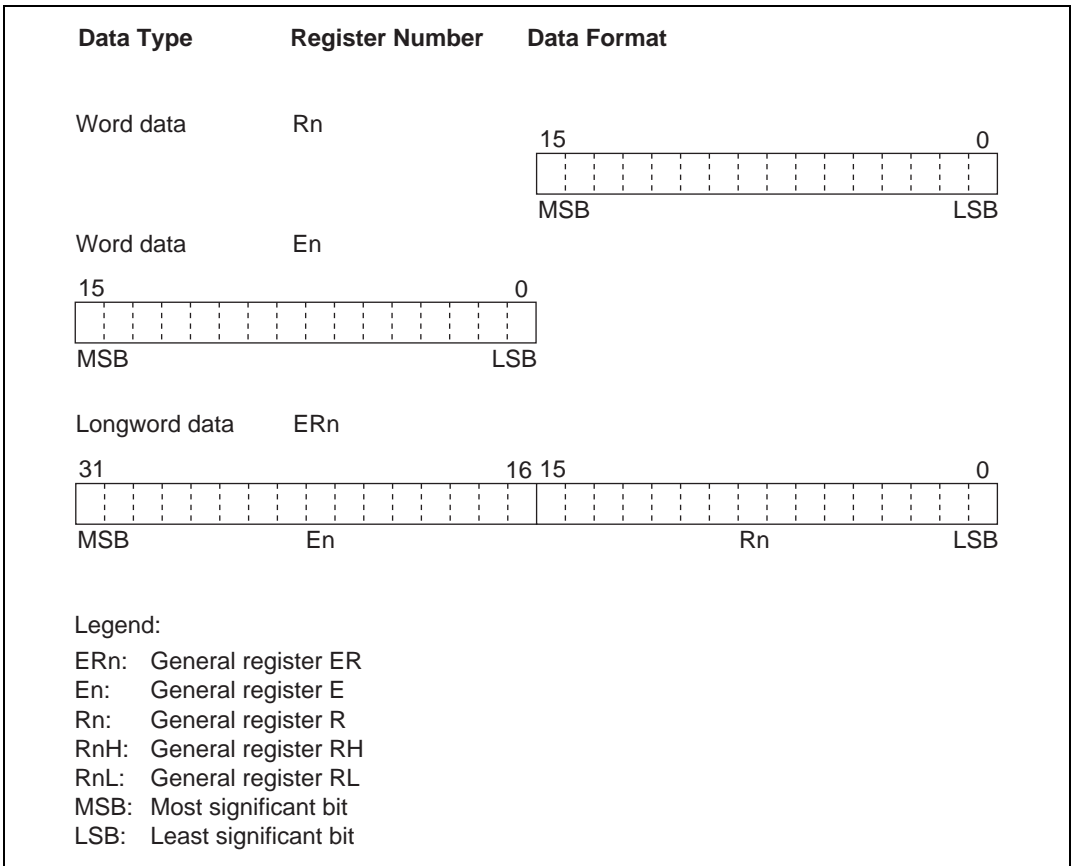 Data Type Register Number Data Format
Word data Rn
15 0
MSB LSB
Word data En
15 0
MSB LSB
Longword data ERn
31 16 15 0
MSB En Rn LSB
Legend:
ERn: General register ER
En: General register E
Rn: General register R
RnH: General register RH
RnL: General register RL
MSB: Most significant bit
LSB: Least significant bit